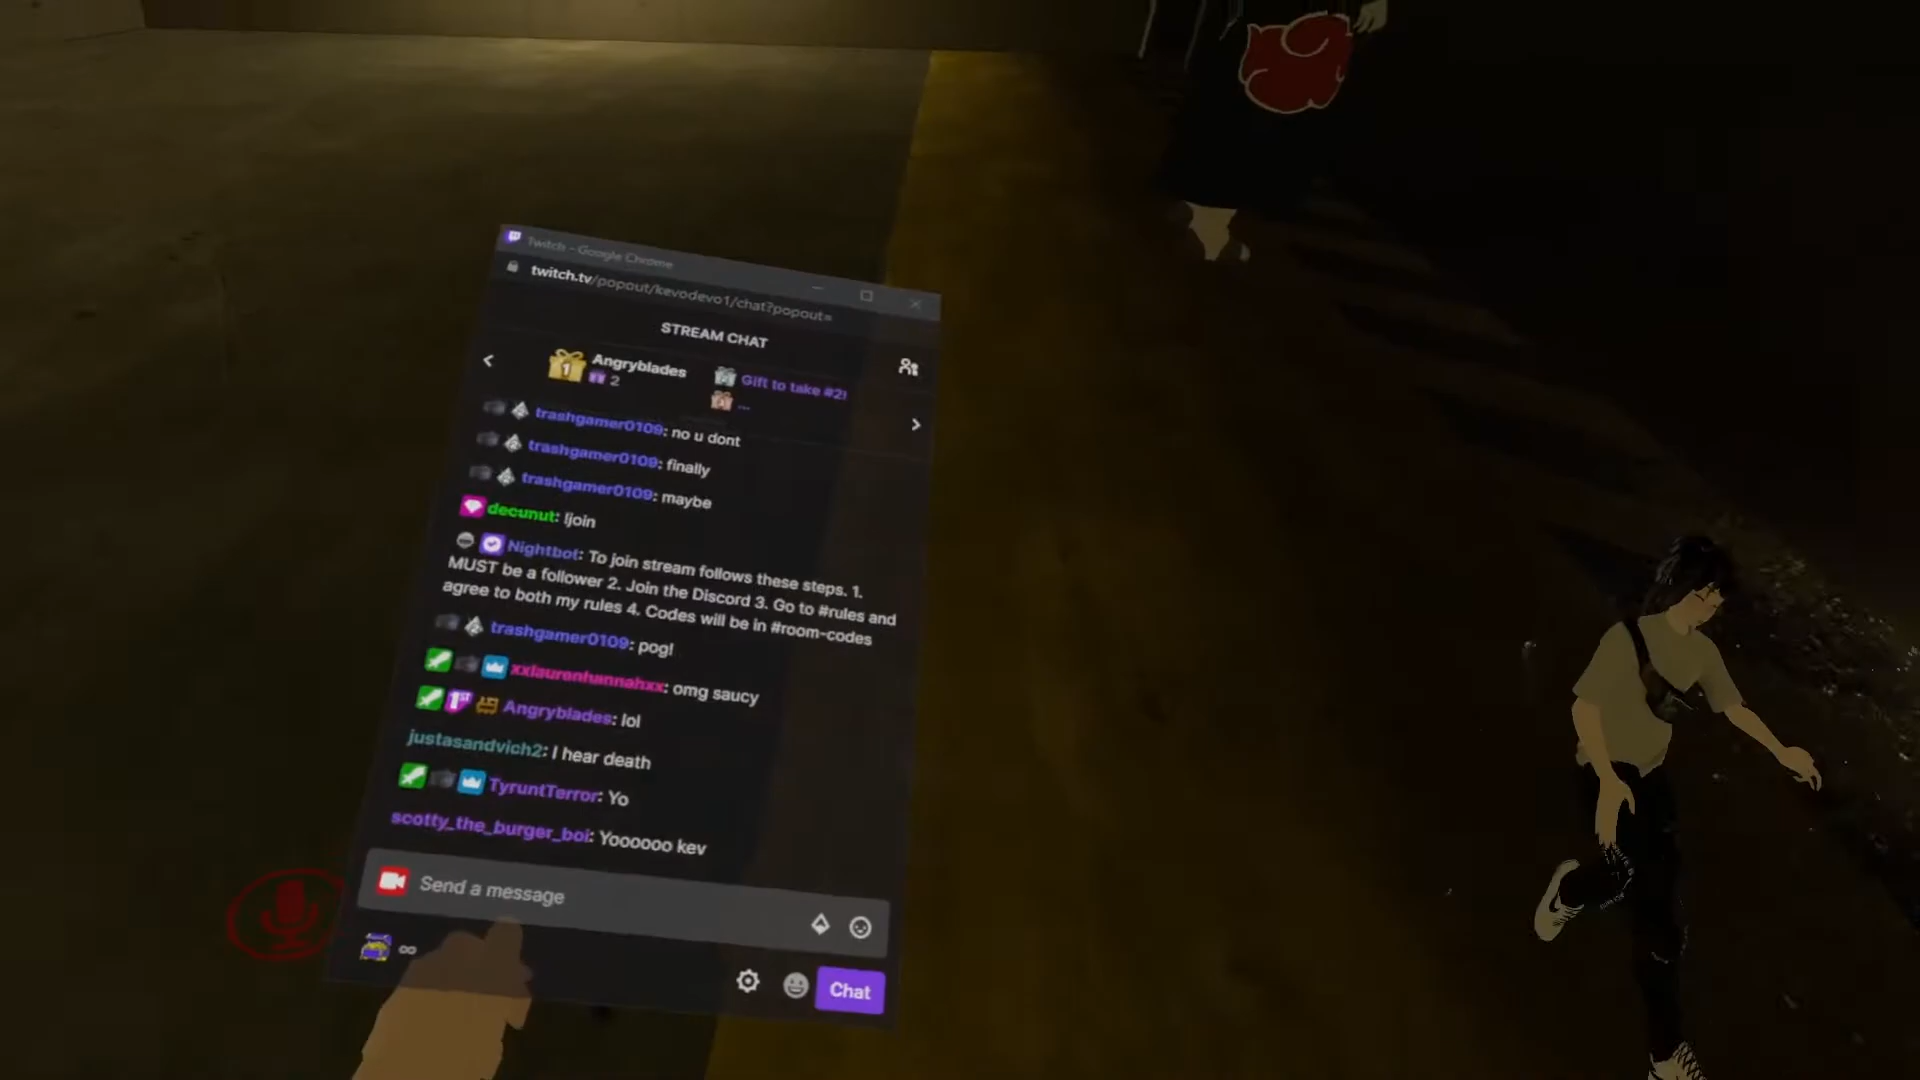 Twitch - Google Chrome
twitch.tv/popout/kevodevo1/chat?popout=
STREAM CHAT
1 Angryblades
2
Gift to take #2!
...
trashgamer0109: no u dont
trashgamer0109: finally
trashgamer0109: maybe
decunut: !join
Nightbot: To join stream follows these steps. 1.
MUST be a follower 2. Join the Discord 3. Go to #rules and
agree to both my rules 4. Codes will be in #room-codes
trashgamer0109: pog!
xxlaurenhannahxx: omg saucy
1ST Angryblades: lol
justasandvich2: I hear death
TyruntTerror: Yo
scotty_the_burger_boi: Yoooooo kev
Send a message
∞
Chat